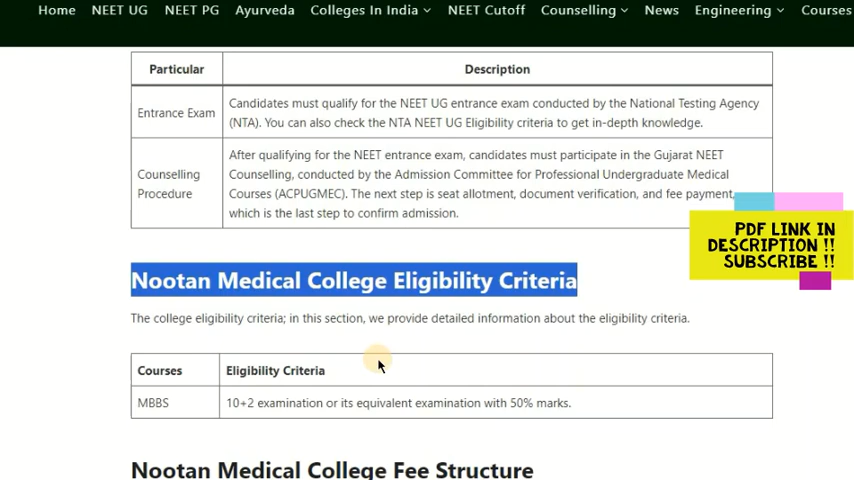 Home NEET UG NEET PG Ayurveda Colleges In India NEET Cutoff Counselling News Engineering Courses
Particular Description
Entrance Exam
Candidates must qualify for the NEET UG entrance exam conducted by the National Testing Agency
(NTA). You can also check the NTA NEET UG Eligibility criteria to get in-depth knowledge.
Counselling
Procedure
After qualifying for the NEET entrance exam, candidates must participate in the Gujarat NEET
Counselling, conducted by the Admission Committee for Professional Undergraduate Medical
Courses (ACPUGMEC). The next step is seat allotment, document verification, and fee payment,
which is the last step to confirm admission.
PDF LINK IN
DESCRIPTION !!
SUBSCRIBE !!
Nootan Medical College Eligibility Criteria
The college eligibility criteria; in this section, we provide detailed information about the eligibility criteria.
Courses Eligibility Criteria
MBBS 10+2 examination or its equivalent examination with 50% marks.
Nootan Medical College Fee Structure